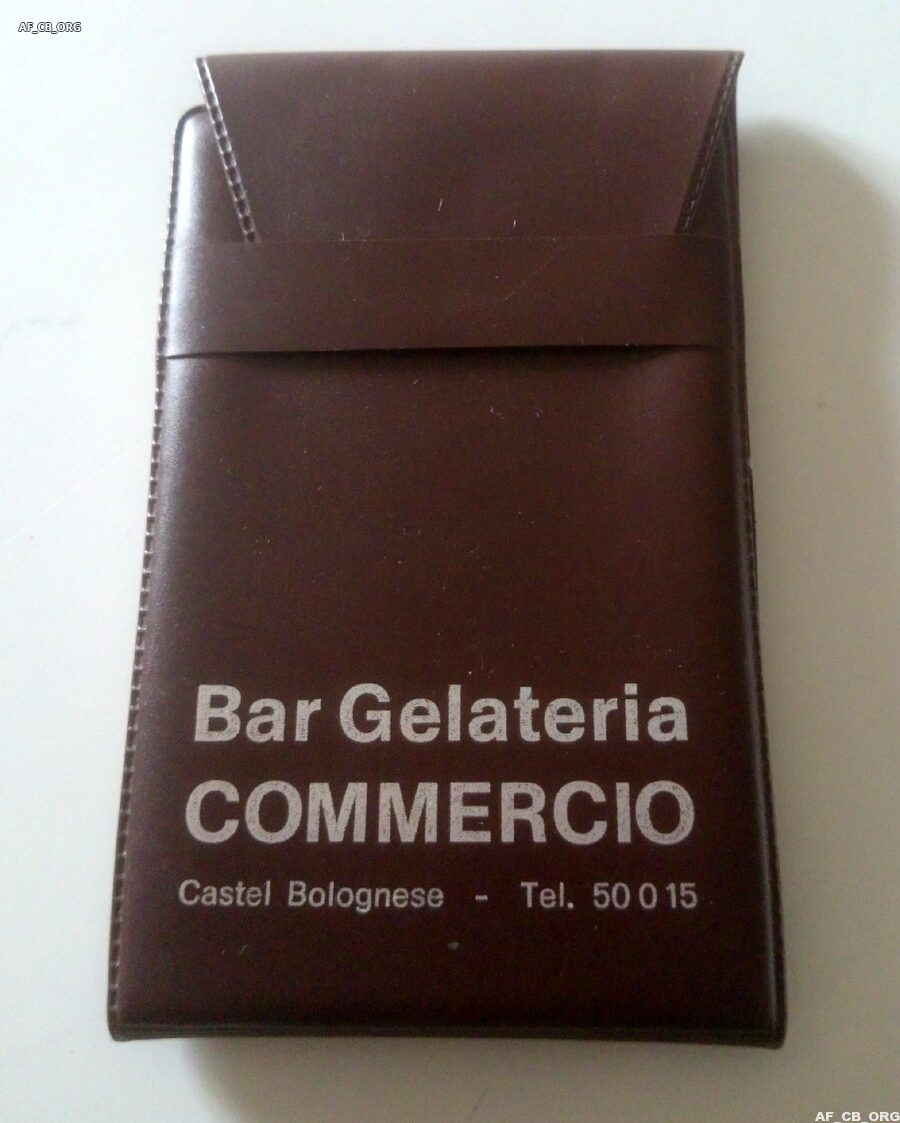 AF_CB_ORG
Bar Gelateria
COMMERCIO
Castel Bolognese - Tel. 50 0 15
AF_CB_ORG